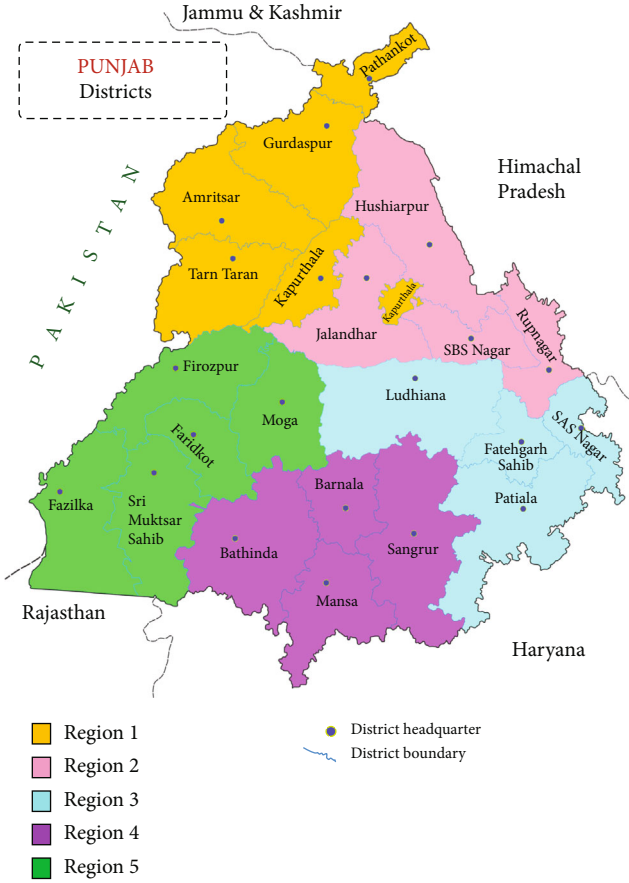 Jammu & Kashmir
PUNJAB
Districts
Pathankot
Gurdaspur
Himachal
Pradesh
Amritsar
Hushiarpur
PAKISTAN
Tarn Taran
Kapurthala
Kapurthala
Jalandhar
SBS Nagar
Rupnagar
Firozpur
Ludhiana
Moga
Faridkot
SAS Nagar
Fatehgarh
Sahib
Fazilka
Sri
Muktsar
Sahib
Barnala
Patiala
Bathinda
Sangrur
Mansa
Rajasthan
Haryana
Region 1
Region 2
Region 3
Region 4
Region 5
District headquarter
District boundary